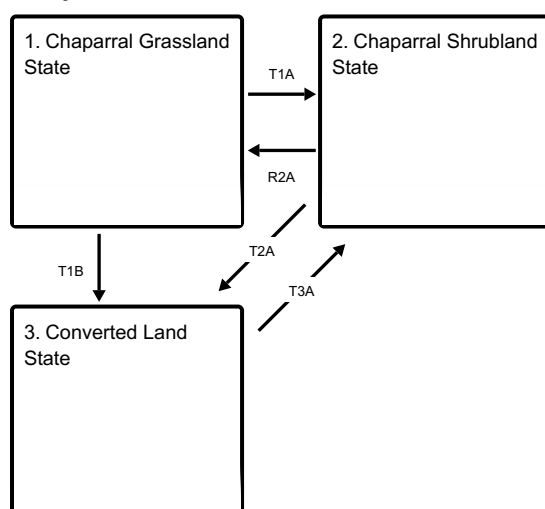 1. Chaparral Grassland
State
2. Chaparral Shrubland
State
T1A
R2A
T2A
T1B
T3A
3. Converted Land
State